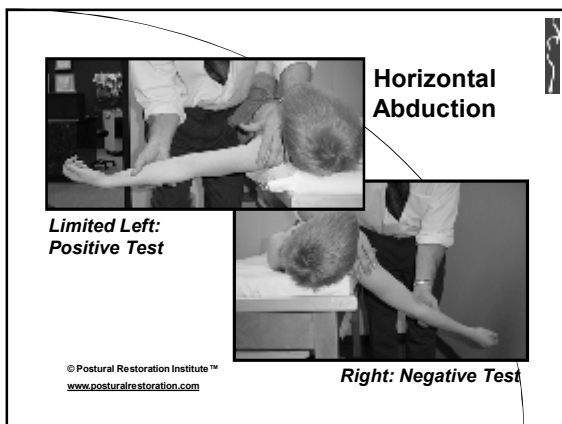 Horizontal
Abduction
Limited Left:
Positive Test
Right: Negative Test
© Postural Restoration Institute™
www.posturalrestoration.com